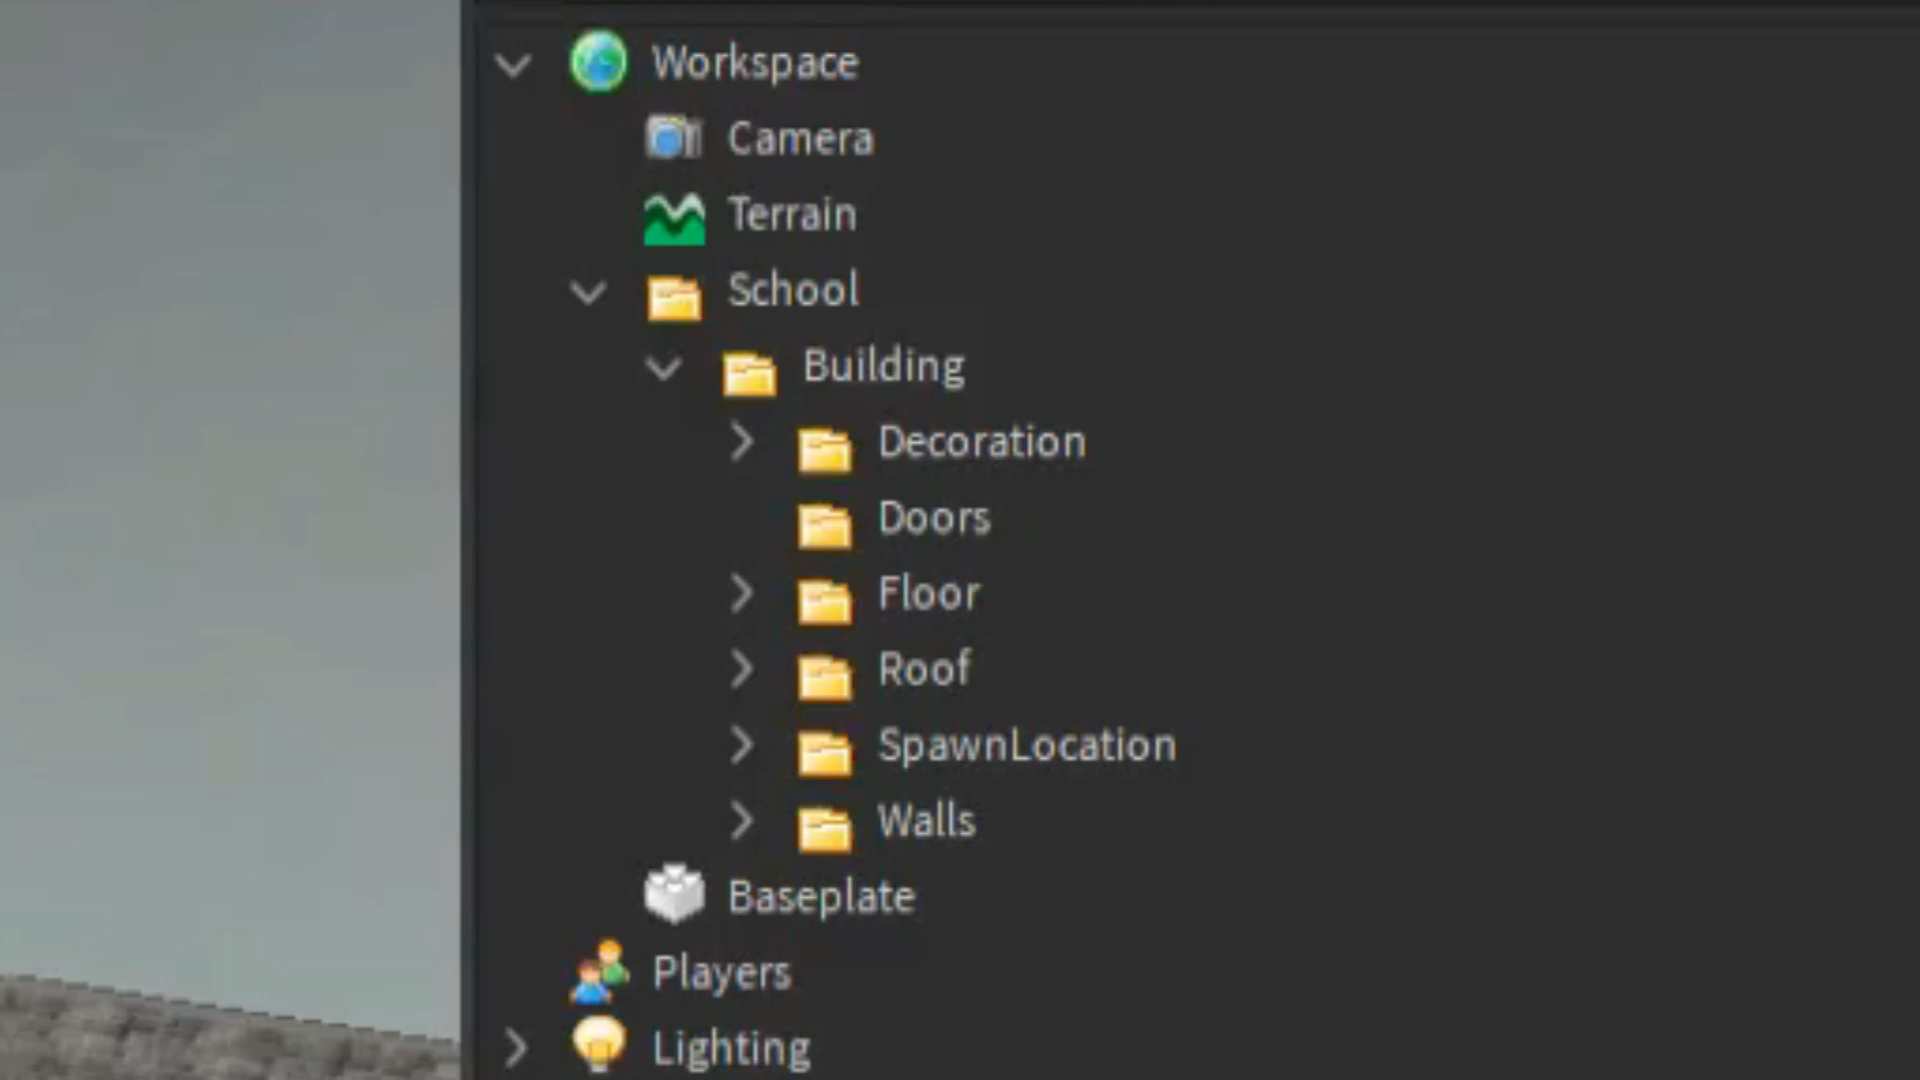 Workspace
Camera
Terrain
School
Building
Decoration
Doors
Floor
Roof
SpawnLocation
Walls
Baseplate
Players
Lighting